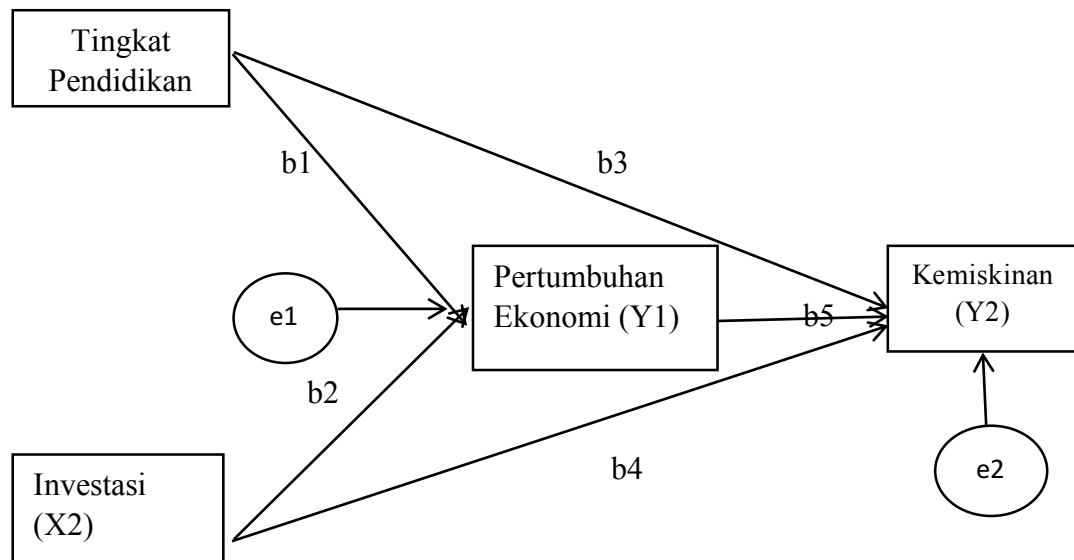 Tingkat
Pendidikan
b1
b3
Pertumbuhan
Ekonomi (Y1)
Kemiskinan
(Y2)
e1
b5
b2
b4
Investasi
(X2)
e2